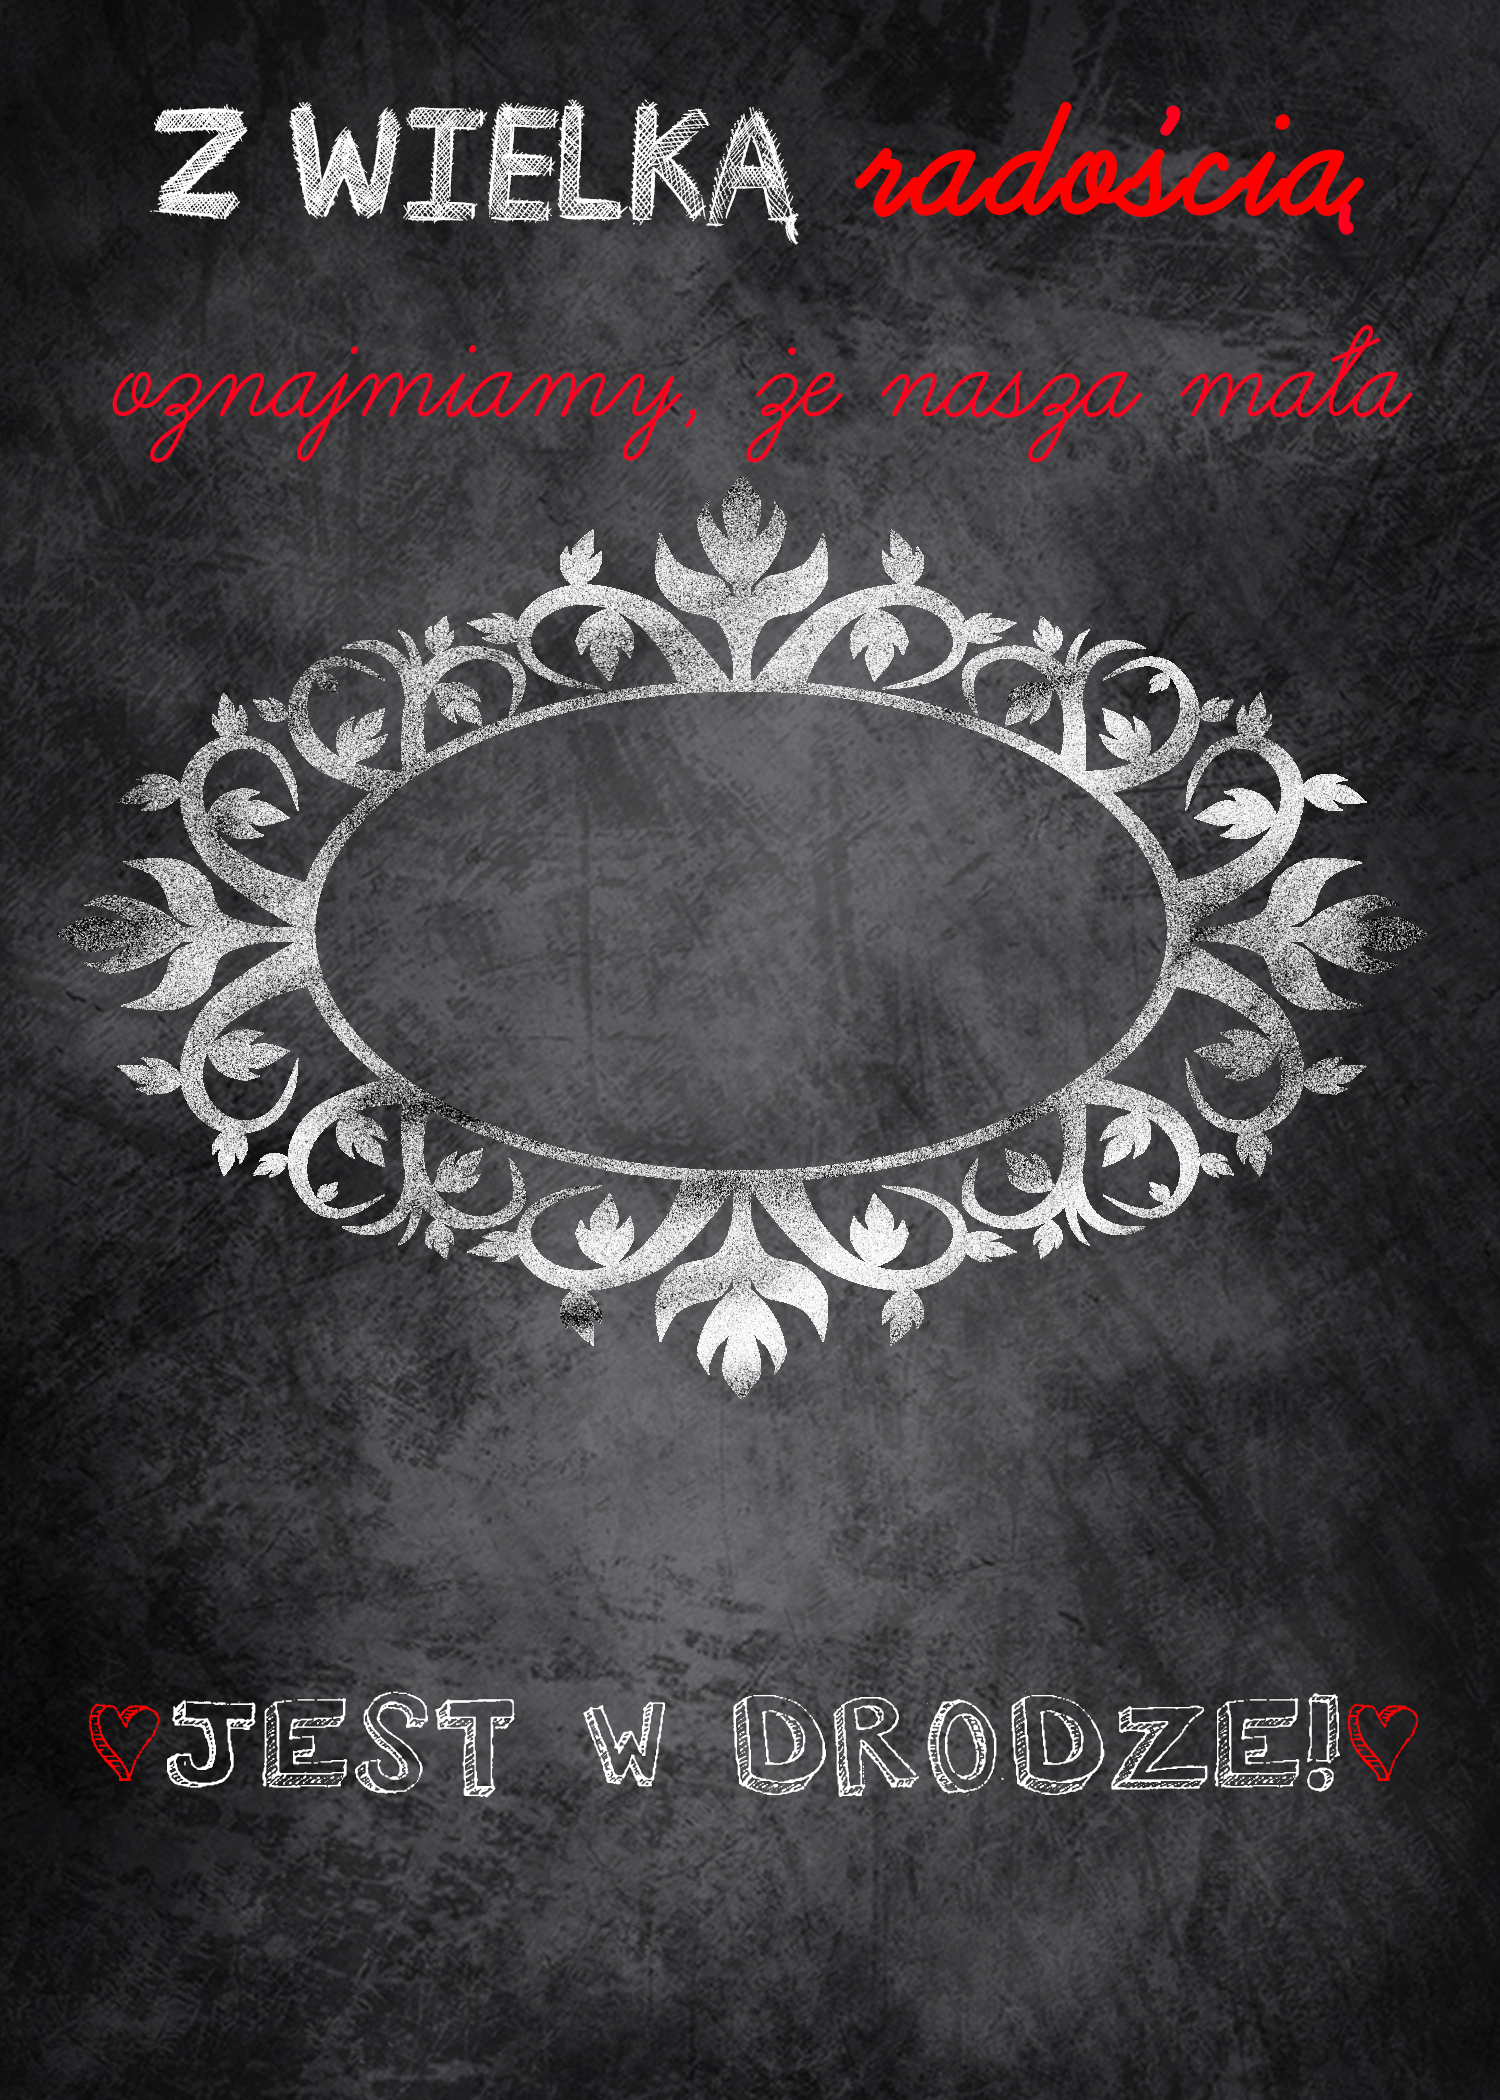 Z WIELKĄ radością
oznajmiamy, że nasza mała
♡JEST W DRODZE!♡